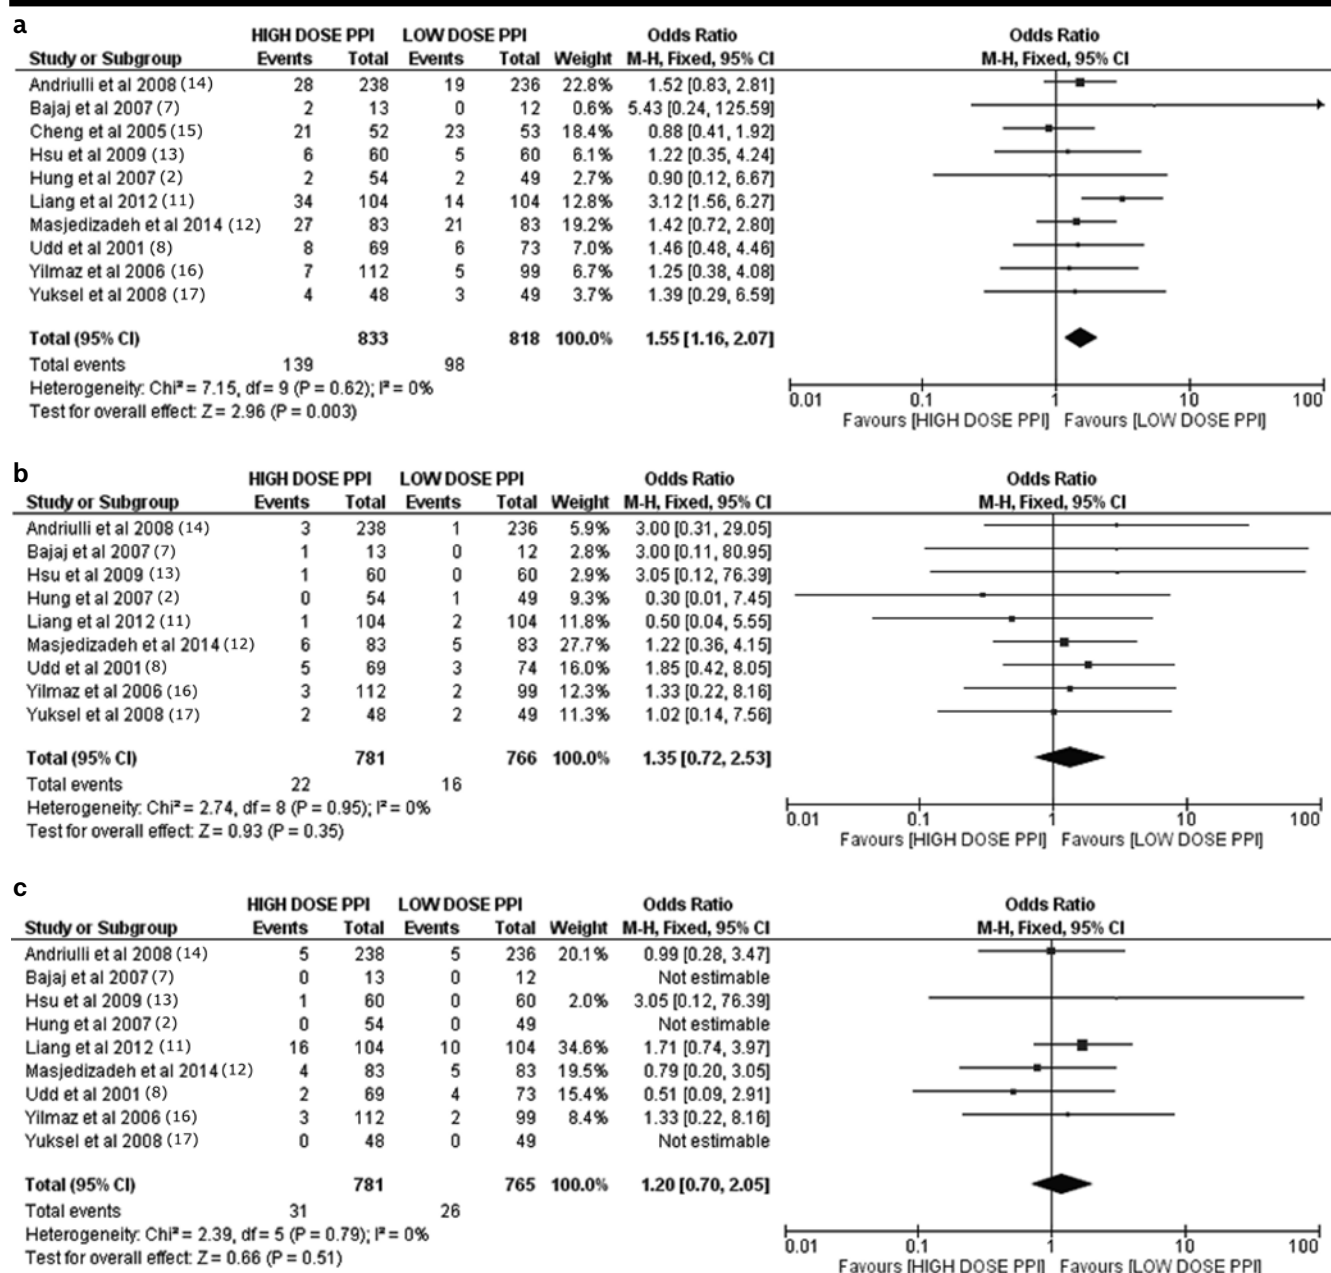 a
HIGH DOSE PPI LOW DOSE PPI Odds Ratio Odds Ratio
Study or Subgroup Events Total Events Total Weight M-H, Fixed, 95% CI M-H, Fixed, 95% CI
Andriulli et al 2008 (14) 28 238 19 236 22.8% 1.52 [0.83, 2.81]
Bajaj et al 2007 (7) 2 13 0 12 0.6% 5.43 [0.24, 125.59]
Cheng et al 2005 (15) 21 52 23 53 18.4% 0.88 [0.41, 1.92]
Hsu et al 2009 (13) 6 60 5 60 6.1% 1.22 [0.35, 4.24]
Hung et al 2007 (2) 2 54 2 49 2.7% 0.90 [0.12, 6.67]
Liang et al 2012 (11) 34 104 14 104 12.8% 3.12 [1.56, 6.27]
Masjedizadeh et al 2014 (12) 27 83 21 83 19.2% 1.42 [0.72, 2.80]
Udd et al 2001 (8) 8 69 6 73 7.0% 1.46 [0.48, 4.46]
Yilmaz et al 2006 (16) 7 112 5 99 6.7% 1.25 [0.38, 4.08]
Yuksel et al 2008 (17) 4 48 3 49 3.7% 1.39 [0.29, 6.59]
Total (95% CI) 833 818 100.0% 1.55 [1.16, 2.07]
Total events 139 98
Heterogeneity: Chi² = 7.15, df = 9 (P = 0.62); I² = 0%
Test for overall effect: Z = 2.96 (P = 0.003)
0.01 0.1 1 10 100
Favours [HIGH DOSE PPI] Favours [LOW DOSE PPI]
b
HIGH DOSE PPI LOW DOSE PPI Odds Ratio Odds Ratio
Study or Subgroup Events Total Events Total Weight M-H, Fixed, 95% CI M-H, Fixed, 95% CI
Andriulli et al 2008 (14) 3 238 1 236 5.9% 3.00 [0.31, 29.05]
Bajaj et al 2007 (7) 1 13 0 12 2.8% 3.00 [0.11, 80.95]
Hsu et al 2009 (13) 1 60 0 60 2.9% 3.05 [0.12, 76.39]
Hung et al 2007 (2) 0 54 1 49 9.3% 0.30 [0.01, 7.45]
Liang et al 2012 (11) 1 104 2 104 11.8% 0.50 [0.04, 5.55]
Masjedizadeh et al 2014 (12) 6 83 5 83 27.7% 1.22 [0.36, 4.15]
Udd et al 2001 (8) 5 69 3 74 16.0% 1.85 [0.42, 8.05]
Yilmaz et al 2006 (16) 3 112 2 99 12.3% 1.33 [0.22, 8.16]
Yuksel et al 2008 (17) 2 48 2 49 11.3% 1.02 [0.14, 7.56]
Total (95% CI) 781 766 100.0% 1.35 [0.72, 2.53]
Total events 22 16
Heterogeneity: Chi² = 2.74, df = 8 (P = 0.95); I² = 0%
Test for overall effect: Z = 0.93 (P = 0.35)
0.01 0.1 1 10 100
Favours [HIGH DOSE PPI] Favours [LOW DOSE PPI]
c
HIGH DOSE PPI LOW DOSE PPI Odds Ratio Odds Ratio
Study or Subgroup Events Total Events Total Weight M-H, Fixed, 95% CI M-H, Fixed, 95% CI
Andriulli et al 2008 (14) 5 238 5 236 20.1% 0.99 [0.28, 3.47]
Bajaj et al 2007 (7) 0 13 0 12 Not estimable
Hsu et al 2009 (13) 1 60 0 60 2.0% 3.05 [0.12, 76.39]
Hung et al 2007 (2) 0 54 0 49 Not estimable
Liang et al 2012 (11) 16 104 10 104 34.6% 1.71 [0.74, 3.97]
Masjedizadeh et al 2014 (12) 4 83 5 83 19.5% 0.79 [0.20, 3.05]
Udd et al 2001 (8) 2 69 4 73 15.4% 0.51 [0.09, 2.91]
Yilmaz et al 2006 (16) 3 112 2 99 8.4% 1.33 [0.22, 8.16]
Yuksel et al 2008 (17) 0 48 0 49 Not estimable
Total (95% CI) 781 765 100.0% 1.20 [0.70, 2.05]
Total events 31 26
Heterogeneity: Chi² = 2.39, df = 5 (P = 0.79); I² = 0%
Test for overall effect: Z = 0.66 (P = 0.51)
0.01 0.1 1 10 100
Favours [HIGH DOSE PPI] Favours [LOW DOSE PPI]